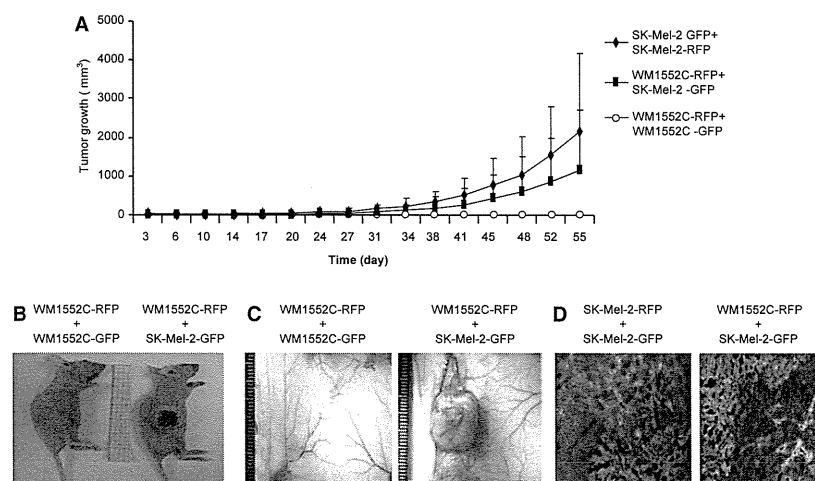 A
5000
4000
3000
2000
1000
0
Tumor growth ( mm³)
3 6 10 14 17 20 24 27 31 34 38 41 45 48 52 55
Time (day)
SK-Mel-2 GFP+
SK-Mel-2-RFP
WM1552C-RFP+
SK-Mel-2 -GFP
WM1552C-RFP+
WM1552C -GFP
B
WM1552C-RFP
+
WM1552C-GFP
WM1552C-RFP
+
SK-Mel-2-GFP
C
WM1552C-RFP
+
WM1552C-GFP
WM1552C-RFP
+
SK-Mel-2-GFP
D
SK-Mel-2-RFP
+
SK-Mel-2-GFP
WM1552C-RFP
+
SK-Mel-2-GFP